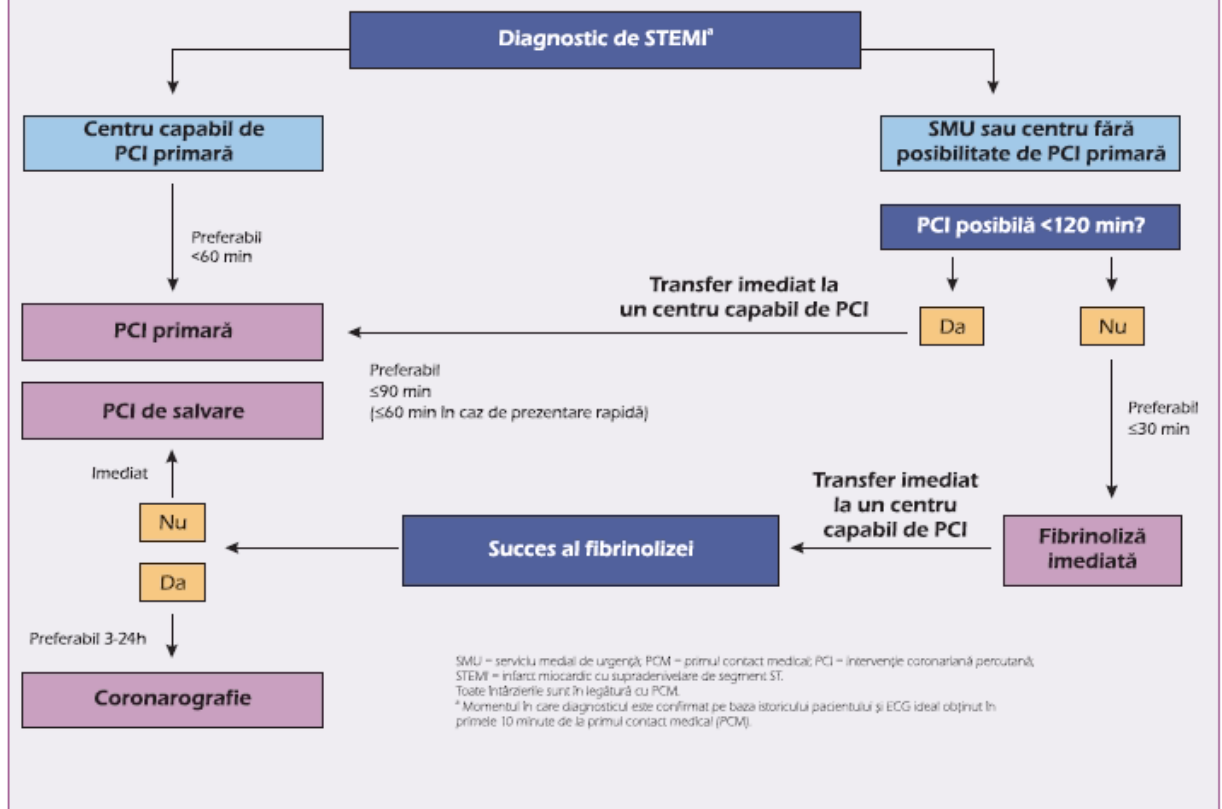 Diagnostic de STEMIª
Centru capabil de
PCI primară
SMU sau centru fără
posibilitate de PCI primară
Preferabil
<60 min
PCI posibilă <120 min?
Transfer imediat la
un centru capabil de PCI
Da
Nu
PCI primară
Preferabil
≤90 min
(≤60 min în caz de prezentare rapidă)
PCI de salvare
Preferabil
≤30 min
Imediat
Transfer imediat
la un centru
capabil de PCI
Nu
Succes al fibrinolizei
Fibrinoliză
imediată
Da
Preferabil 3-24h
Coronarografie
SMU = serviciu medial de urgență; PCM = primul contact medical; PCI = intervenție coronariană percutană;
STEMI = infarct miocardic cu supradenivelare de segment ST.
Toate întârzierile sunt în legătură cu PCM.
ª Momentul în care diagnosticul este confirmat pe baza istoricului pacientului și ECG ideal obținut în
primele 10 minute de la primul contact medical (PCM).